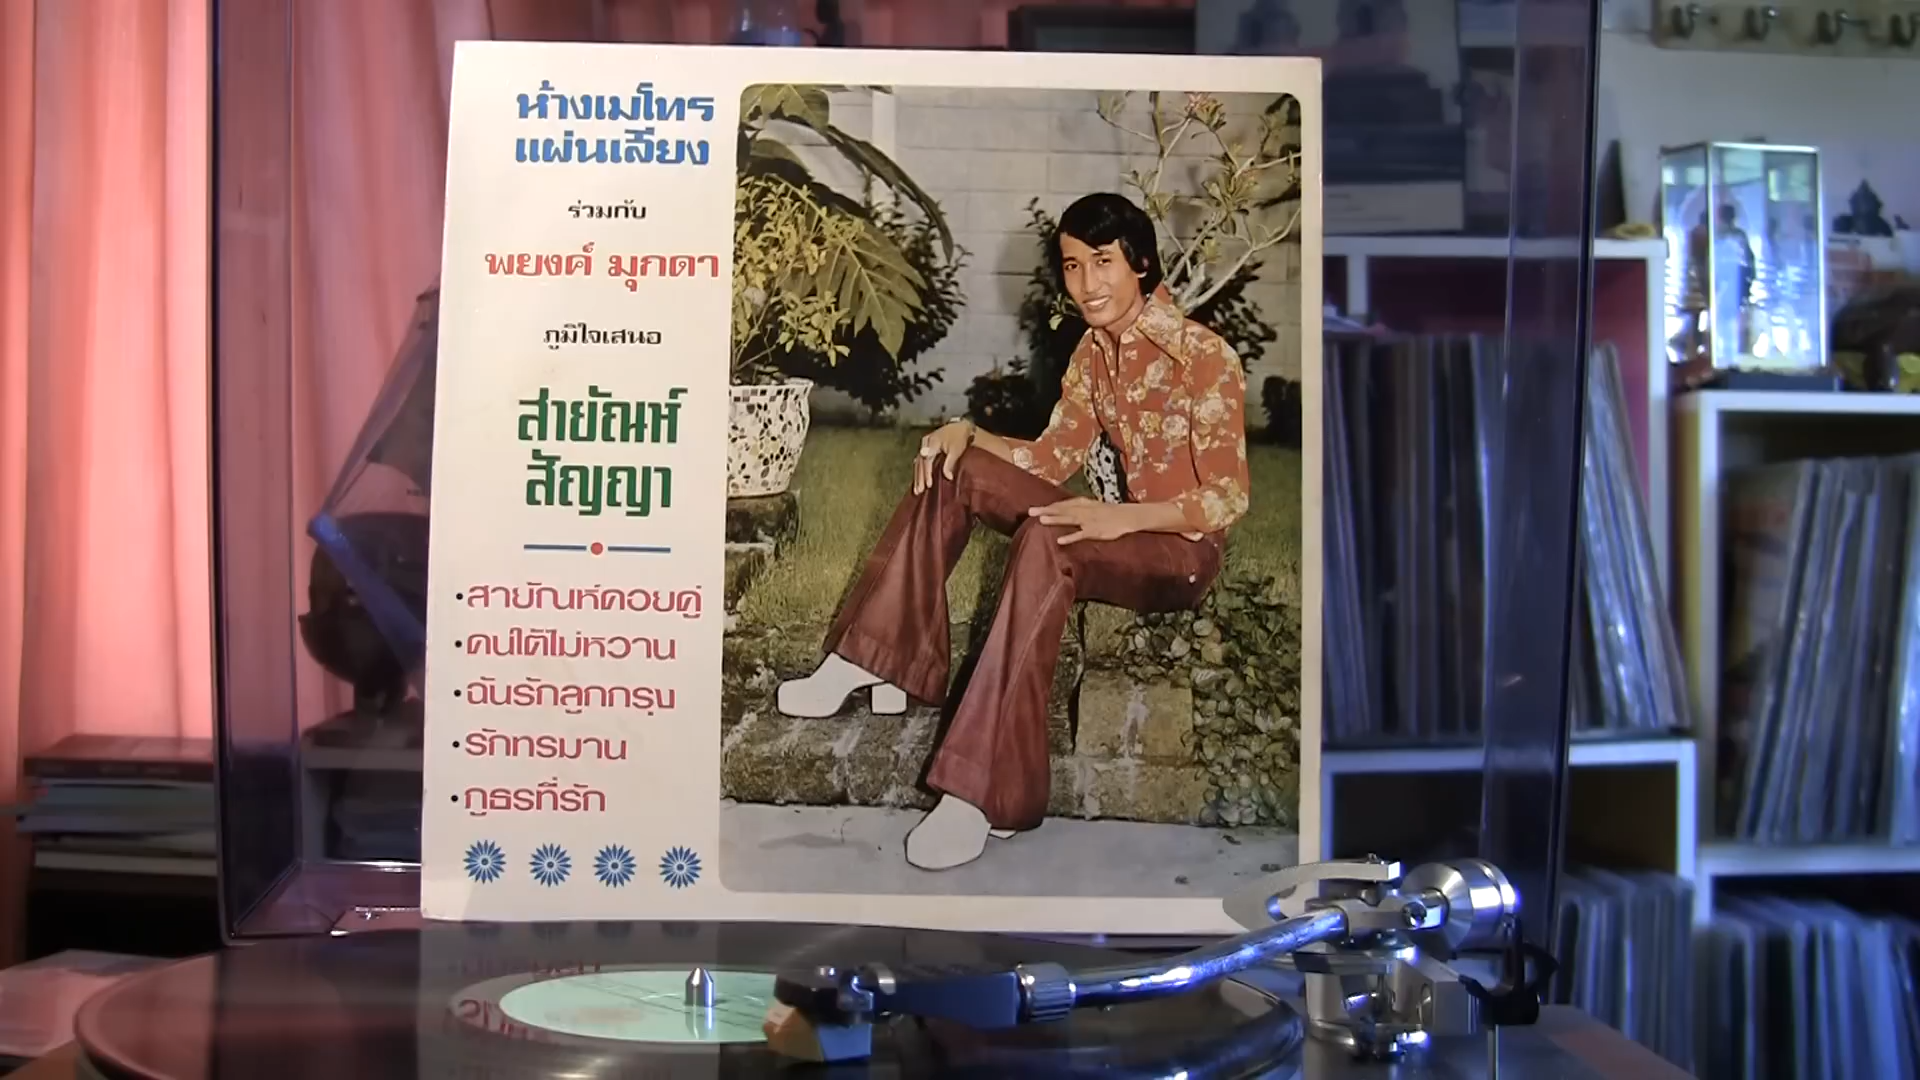 ห้างเมโทร
แผ่นเสียง
ร่วมกับ
พยงค์ มุกดา
ภูมิใจเสนอ
สายัณห์
สัญญา
•สายัณห์คอยคู่
•คนใต้ไม่หวาน
•ฉันรักลูกกรุง
•รักทรมาน
•ภูธรที่รัก